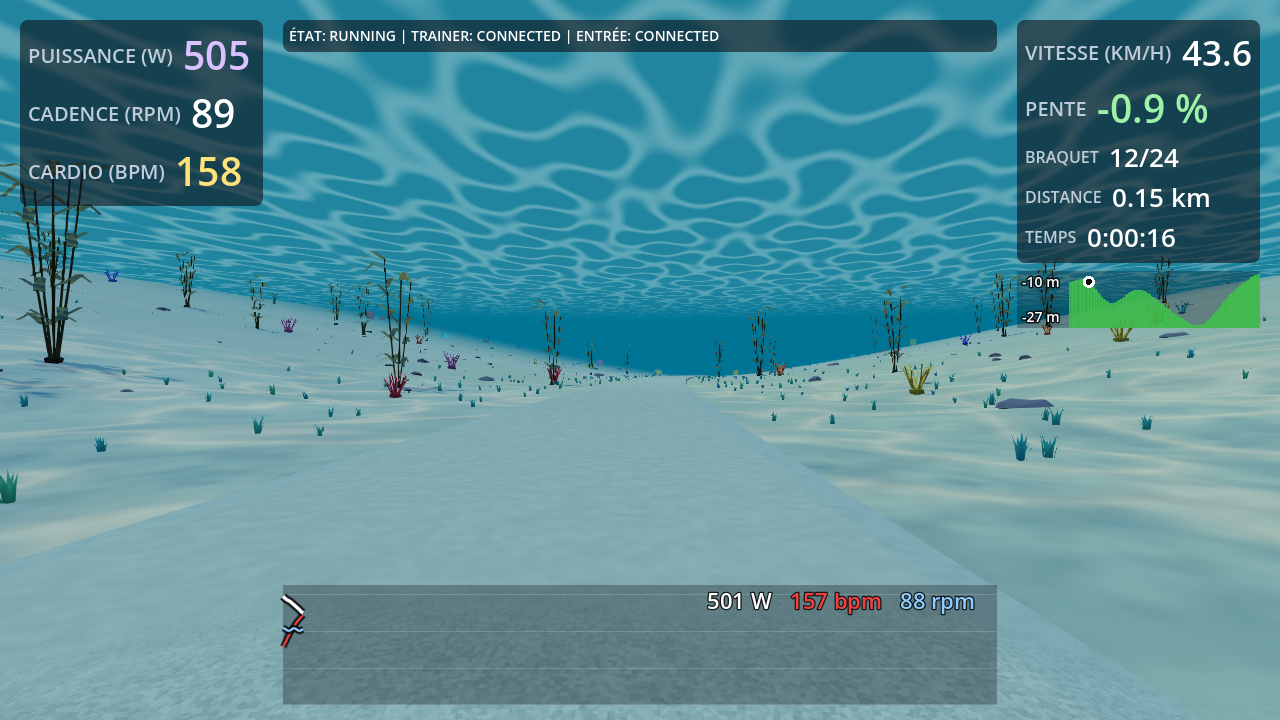 PUISSANCE (W) 505
CADENCE (RPM) 89
CARDIO (BPM) 158
ÉTAT: RUNNING | TRAINER: CONNECTED | ENTRÉE: CONNECTED
VITESSE (KM/H) 43.6
PENTE -0.9 %
BRAQUET 12/24
DISTANCE 0.15 km
TEMPS 0:00:16
-10 m
-27 m
501 W 157 bpm 88 rpm